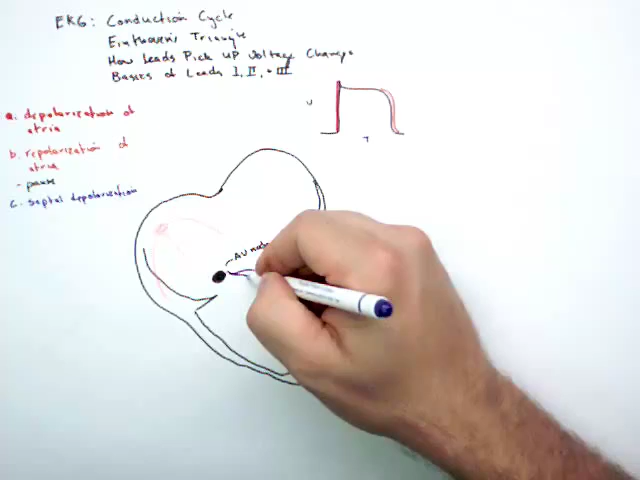 EKG: Conduction Cycle
Einthoven's Triangle
How Leads Pick up Voltage Changes
Basics of Leads I, II, + III
V
T
a. depolarization of
atria
b. repolarization of
atria
- pause
c. septal depolarization
AV node